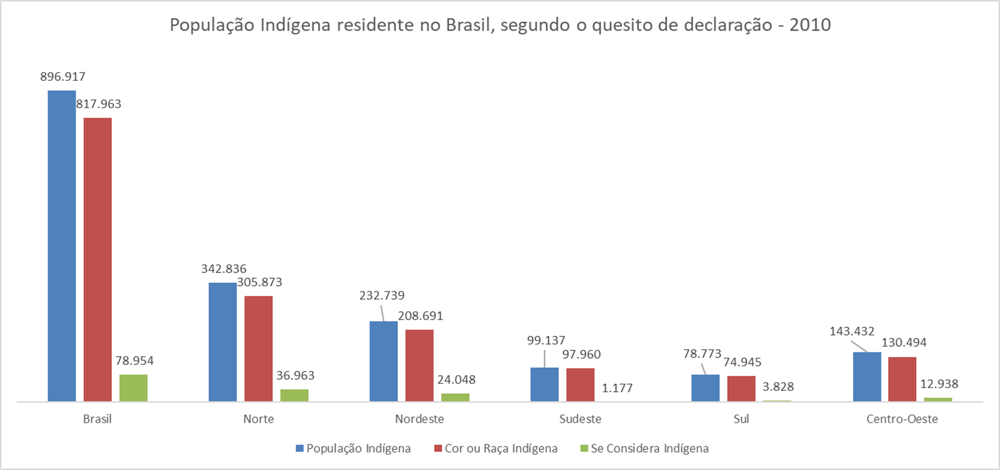 População Indígena residente no Brasil, segundo o quesito de declaração - 2010
896.917
817.963
78.954
342.836
305.873
36.963
232.739
208.691
24.048
99.137
97.960
1.177
78.773
74.945
3.828
143.432
130.494
12.938
Brasil
Norte
Nordeste
Sudeste
Sul
Centro-Oeste
População Indígena
Cor ou Raça Indígena
Se Considera Indígena